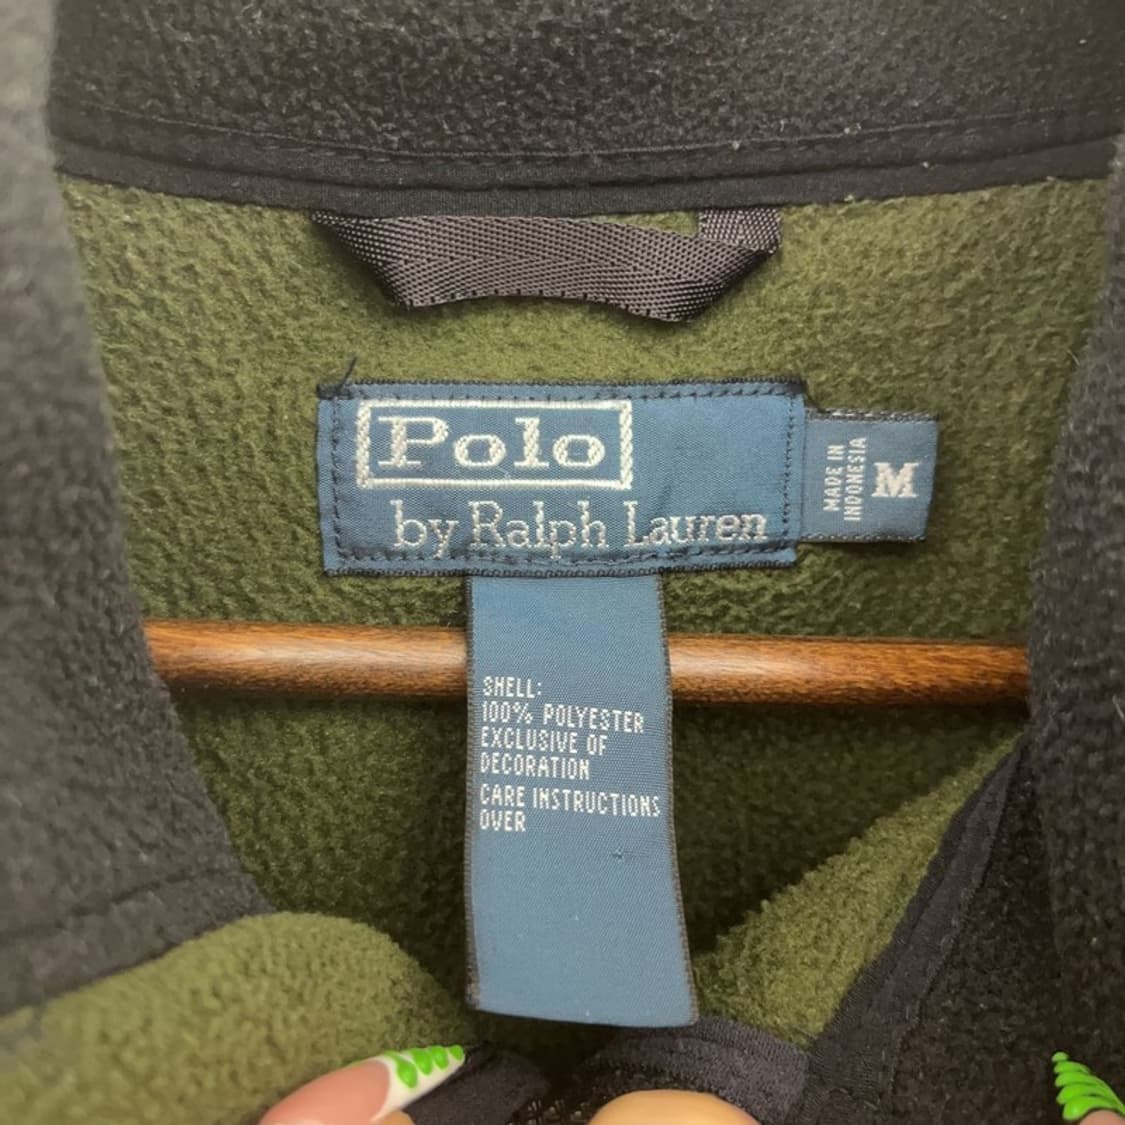 Polo
by Ralph Lauren
MADE IN
INDONESIA
M
SHELL:
100% POLYESTER
EXCLUSIVE OF
DECORATION
CARE INSTRUCTIONS
OVER